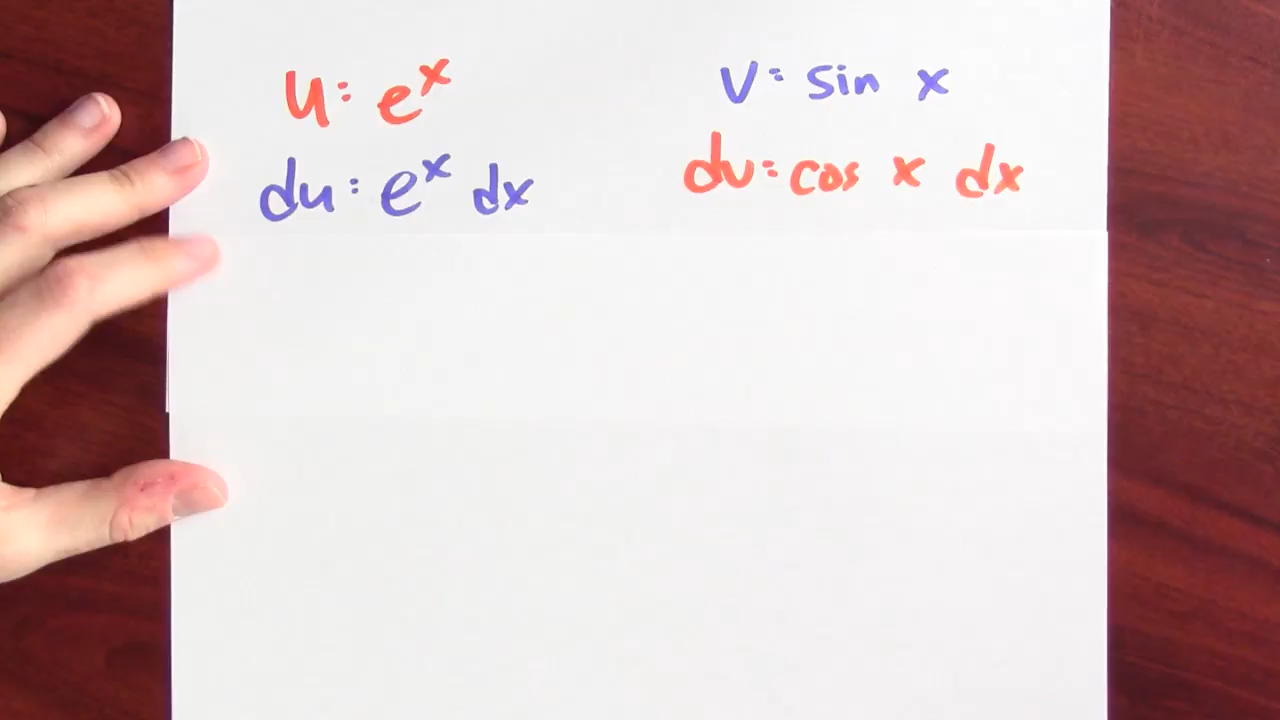 u = e^x
v = sin x
du = e^x dx
dv = cos x dx